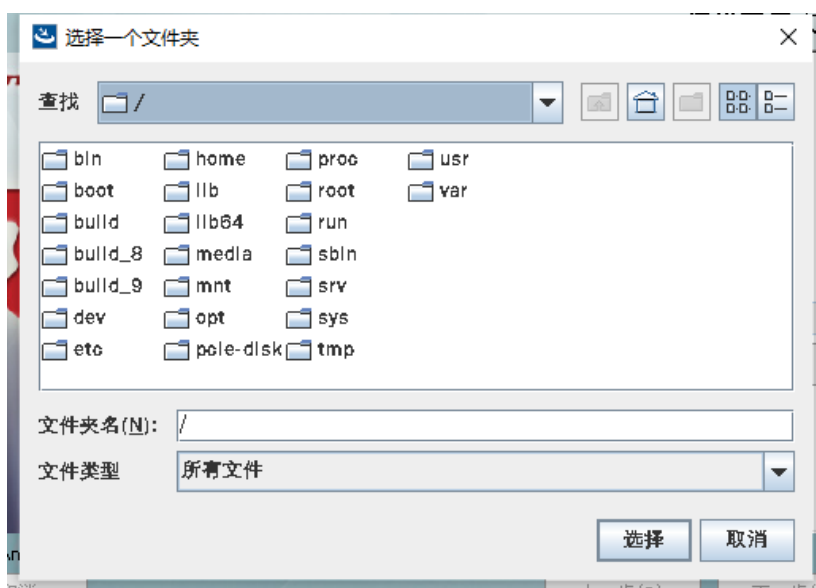 选择一个文件夹
查找 /
bin home proc usr
boot lib root var
build lib64 run
build_8 media sbin
build_9 mnt srv
dev opt sys
etc pole-disk tmp
文件夹名(N): /
文件类型 所有文件
选择 取消